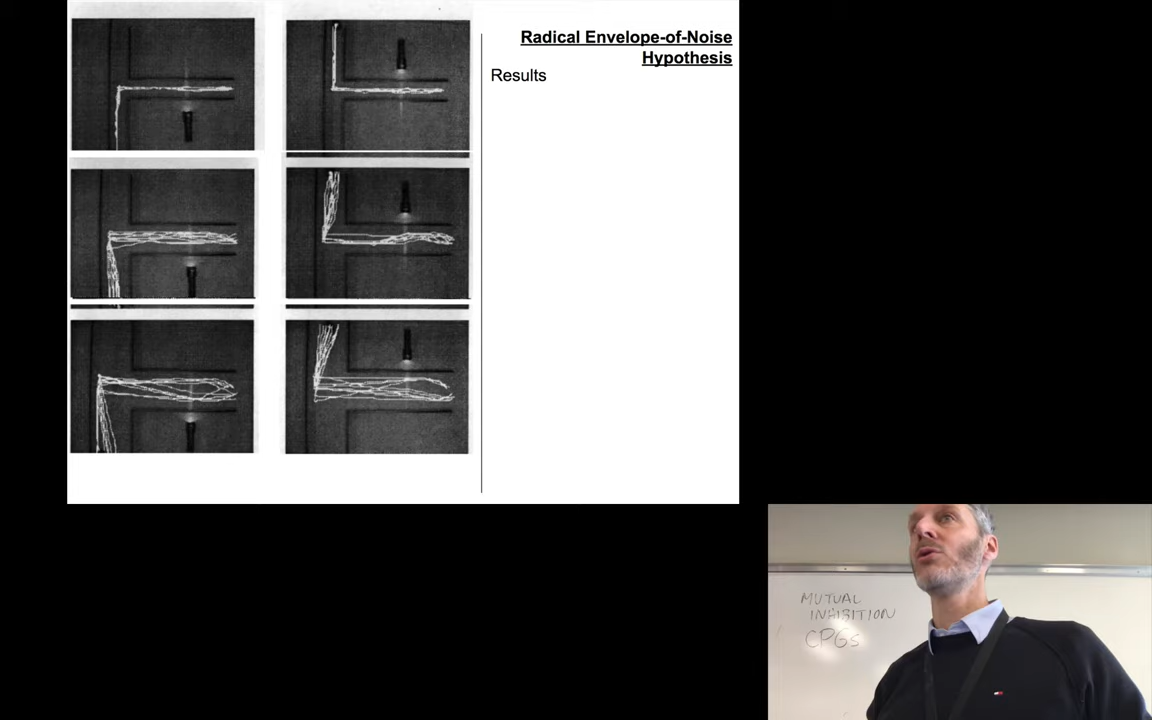 Radical Envelope-of-Noise
Hypothesis
Results
MUTUAL
INHIBITION
CPGs